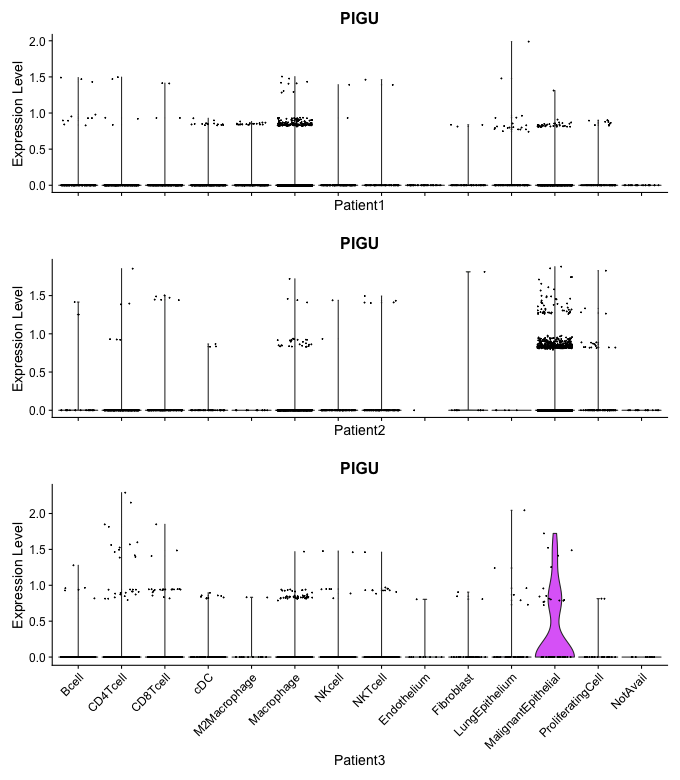 PIGU
Expression Level
2.0
1.5
1.0
0.5
0.0
Patient1
PIGU
Expression Level
1.5
1.0
0.5
0.0
Patient2
PIGU
Expression Level
2.0
1.5
1.0
0.5
0.0
Bcell
CD4Tcell
CD8Tcell
cDC
M2Macrophage
Macrophage
NKcell
NKTcell
Endothelium
Fibroblast
LungEpithelium
MalignantEpithelial
ProliferatingCell
NotAvail
Patient3